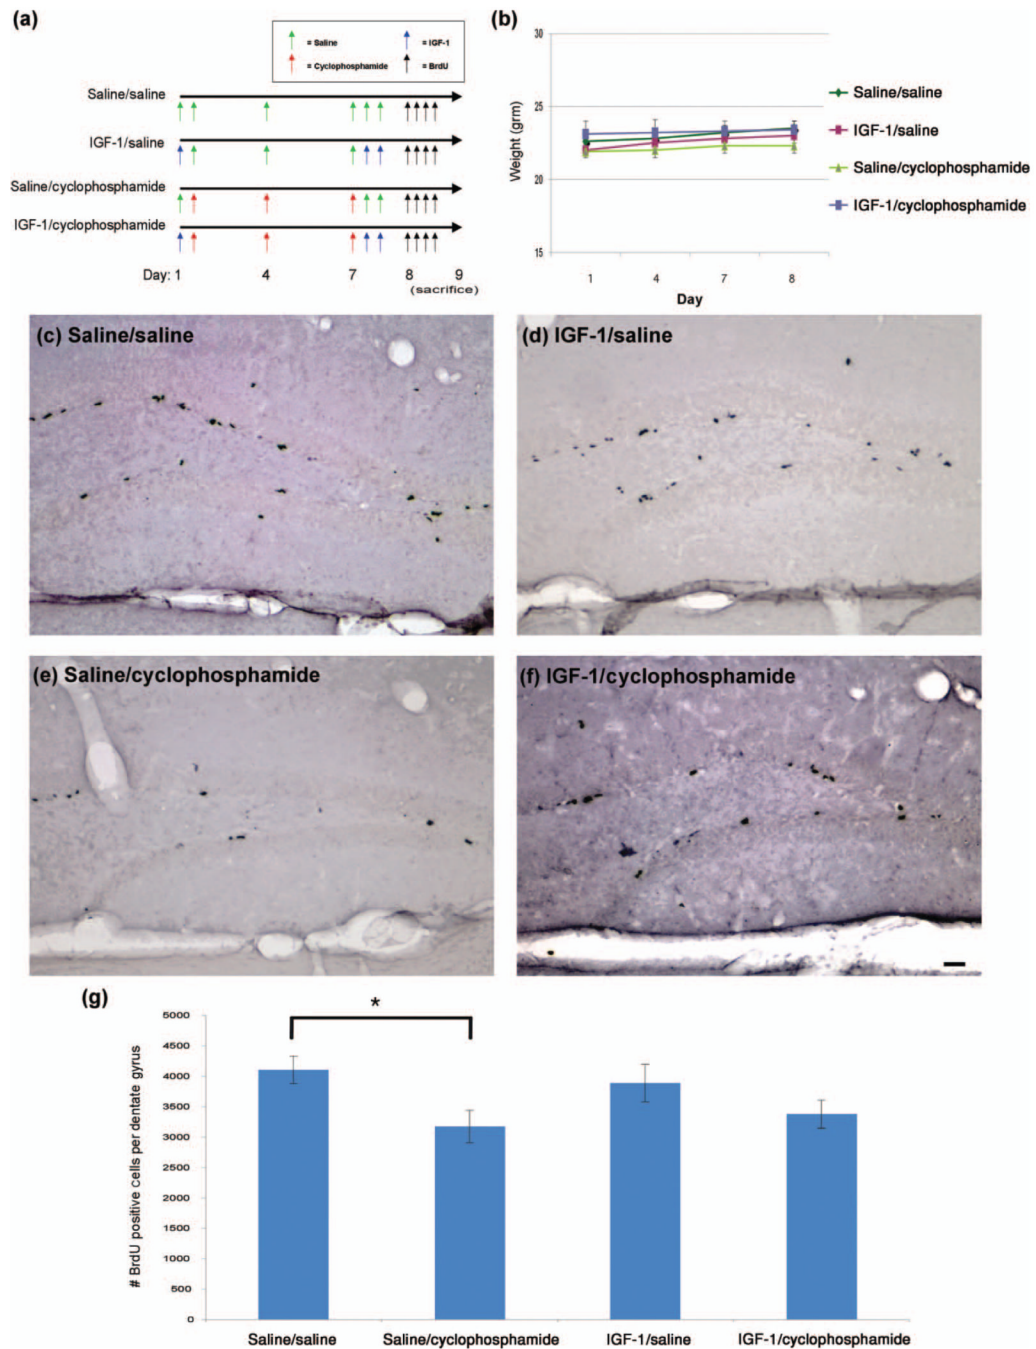 (a)
= Saline
= IGF-1
= Cyclophosphamide
= BrdU
Saline/saline
IGF-1/saline
Saline/cyclophosphamide
IGF-1/cyclophosphamide
Day: 1 4 7 8 9
(sacrifice)
(b)
30
25
20
15
Weight (grm)
1 4 7 8
Day
Saline/saline
IGF-1/saline
Saline/cyclophosphamide
IGF-1/cyclophosphamide
(c) Saline/saline
(d) IGF-1/saline
(e) Saline/cyclophosphamide
(f) IGF-1/cyclophosphamide
(g)
*
# BrdU positive cells per dentate gyrus
5000
4500
4000
3500
3000
2500
2000
1500
1000
500
0
Saline/saline Saline/cyclophosphamide IGF-1/saline IGF-1/cyclophosphamide